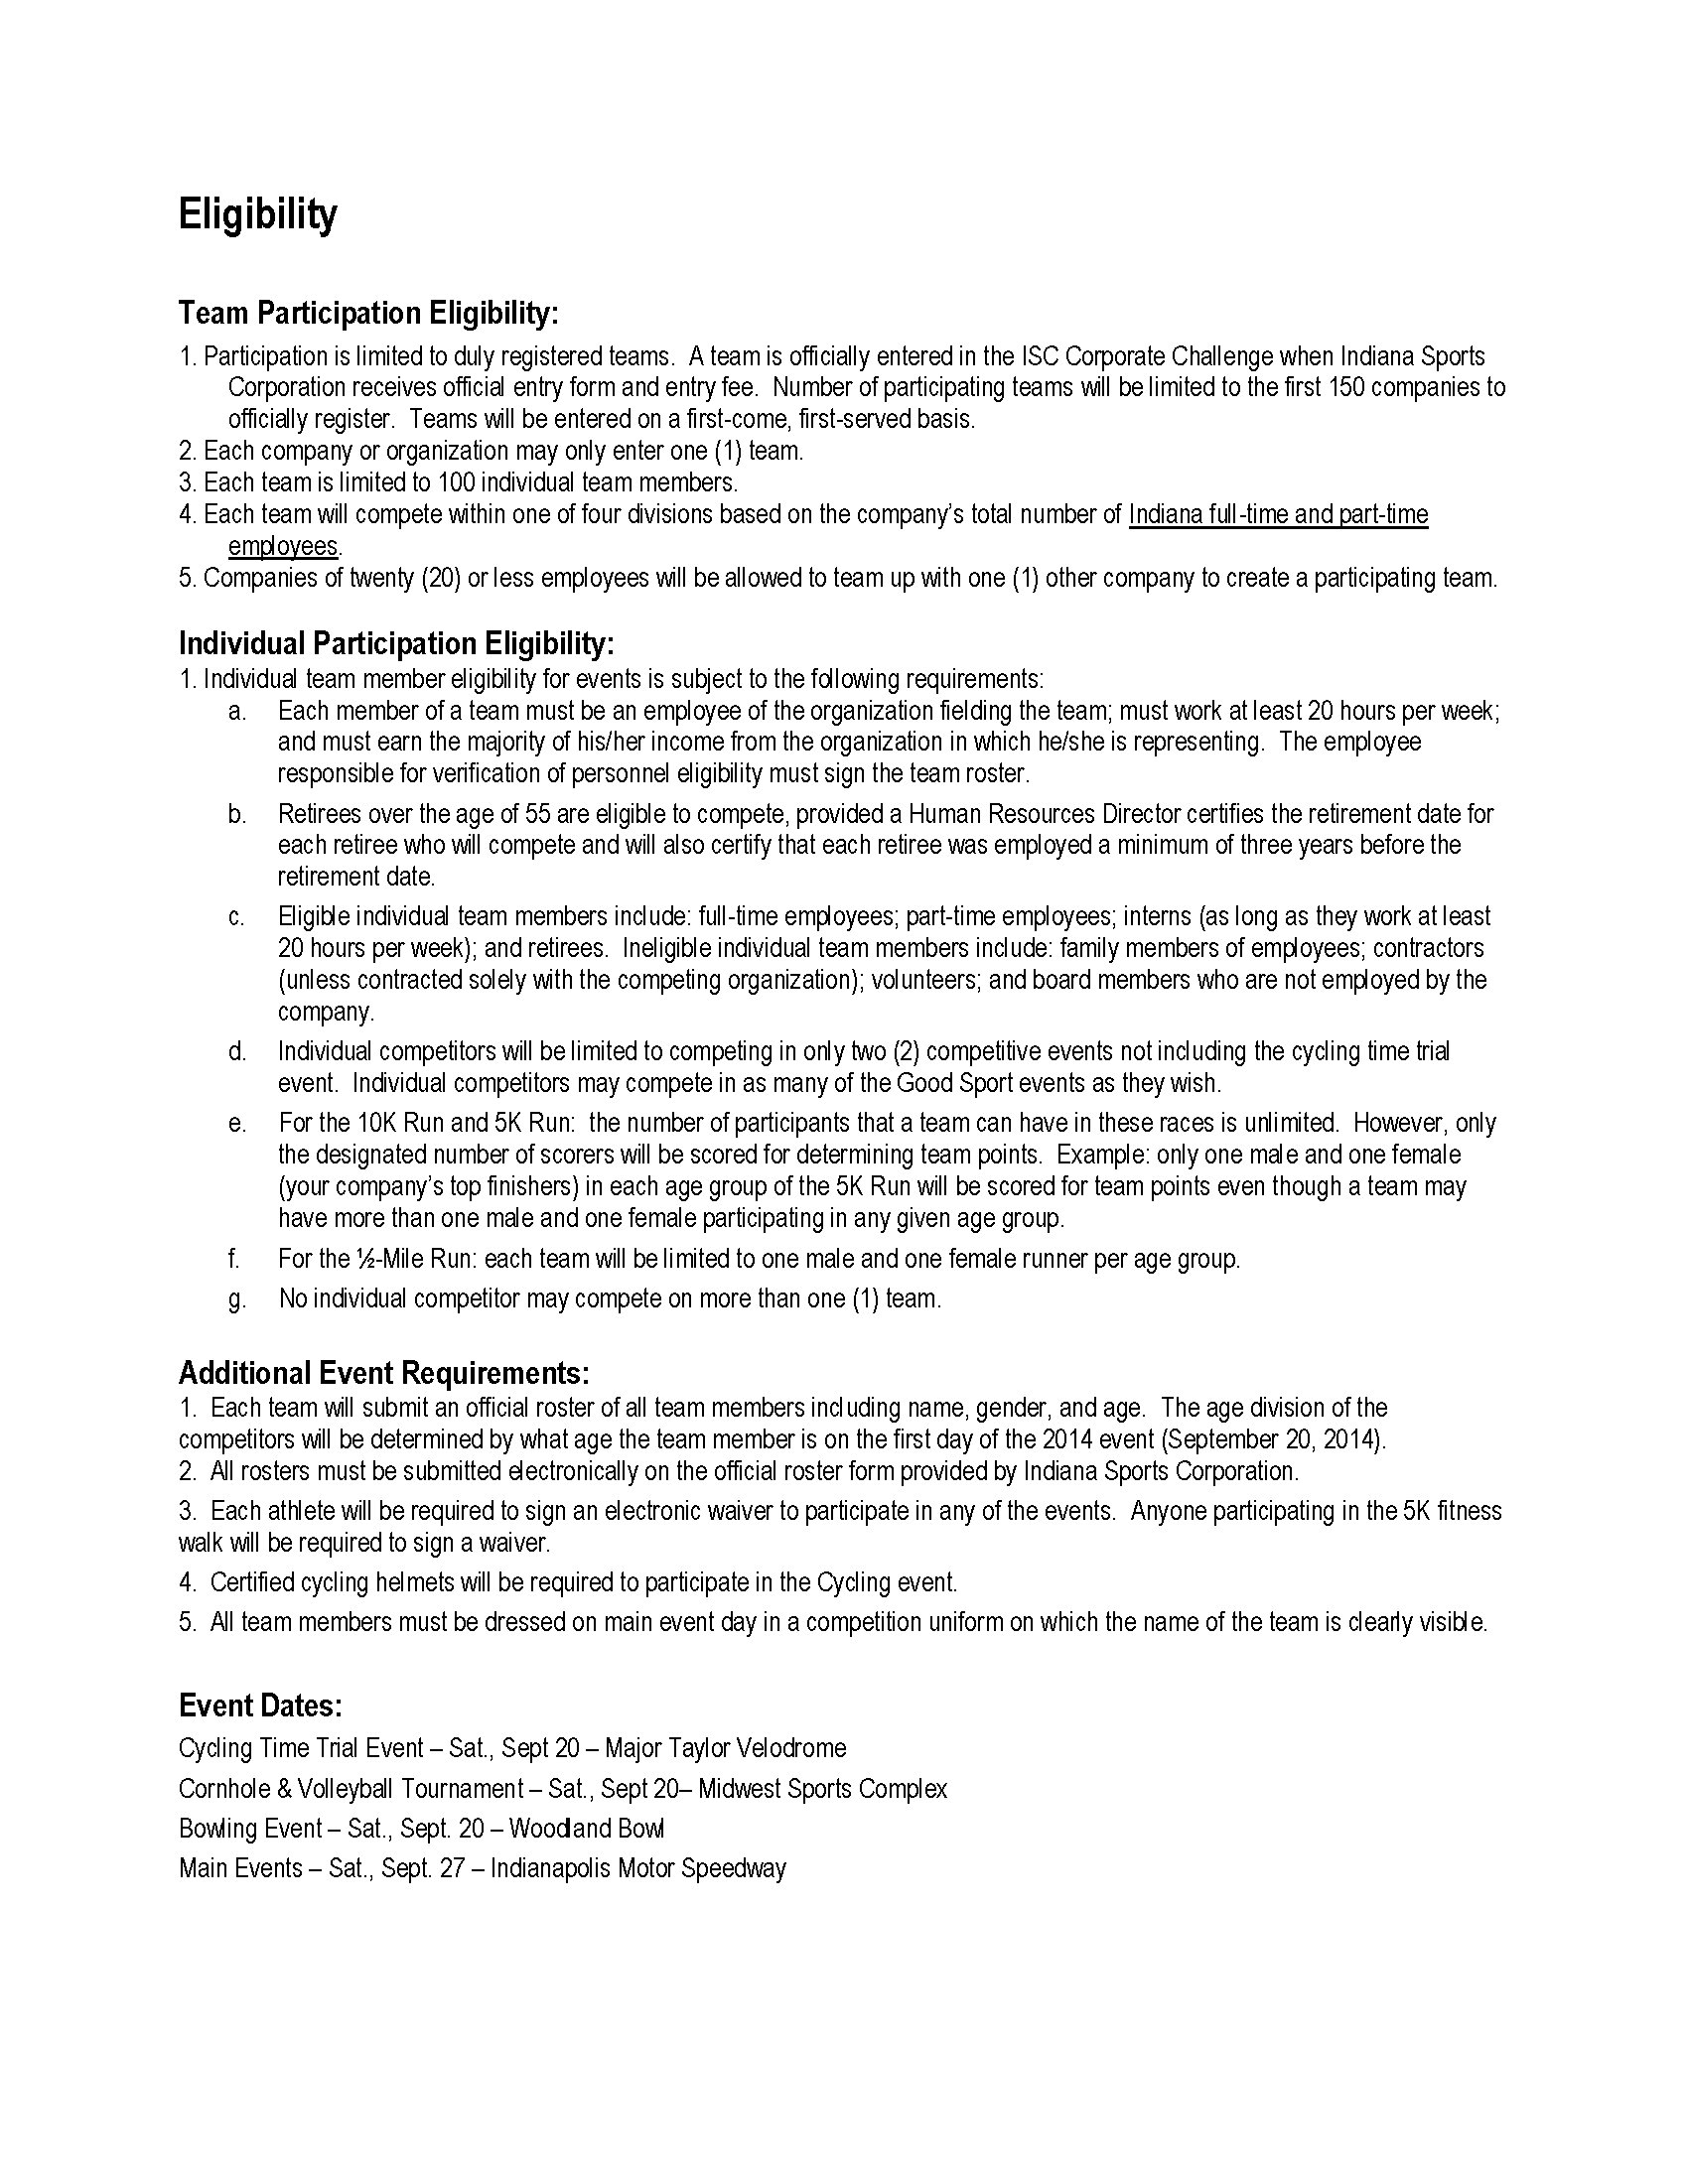 Eligibility
Team Participation Eligibility:
1. Participation is limited to duly registered teams.  A team is officially entered in the ISC Corporate Challenge when Indiana Sports
Corporation receives official entry form and entry fee.  Number of participating teams will be limited to the first 150 companies to
officially register.  Teams will be entered on a first-come, first-served basis.
2. Each company or organization may only enter one (1) team.
3. Each team is limited to 100 individual team members.
4. Each team will compete within one of four divisions based on the company’s total number of Indiana full-time and part-time
employees.
5. Companies of twenty (20) or less employees will be allowed to team up with one (1) other company to create a participating team.
Individual Participation Eligibility:
1. Individual team member eligibility for events is subject to the following requirements:
a. Each member of a team must be an employee of the organization fielding the team; must work at least 20 hours per week;
and must earn the majority of his/her income from the organization in which he/she is representing.  The employee
responsible for verification of personnel eligibility must sign the team roster.
b. Retirees over the age of 55 are eligible to compete, provided a Human Resources Director certifies the retirement date for
each retiree who will compete and will also certify that each retiree was employed a minimum of three years before the
retirement date.
c. Eligible individual team members include: full-time employees; part-time employees; interns (as long as they work at least
20 hours per week); and retirees.  Ineligible individual team members include: family members of employees; contractors
(unless contracted solely with the competing organization); volunteers; and board members who are not employed by the
company.
d. Individual competitors will be limited to competing in only two (2) competitive events not including the cycling time trial
event.  Individual competitors may compete in as many of the Good Sport events as they wish.
e. For the 10K Run and 5K Run:  the number of participants that a team can have in these races is unlimited.  However, only
the designated number of scorers will be scored for determining team points.  Example: only one male and one female
(your company’s top finishers) in each age group of the 5K Run will be scored for team points even though a team may
have more than one male and one female participating in any given age group.
f. For the ½-Mile Run: each team will be limited to one male and one female runner per age group.
g. No individual competitor may compete on more than one (1) team.
Additional Event Requirements:
1.  Each team will submit an official roster of all team members including name, gender, and age.  The age division of the
competitors will be determined by what age the team member is on the first day of the 2014 event (September 20, 2014).
2.  All rosters must be submitted electronically on the official roster form provided by Indiana Sports Corporation.
3.  Each athlete will be required to sign an electronic waiver to participate in any of the events.  Anyone participating in the 5K fitness
walk will be required to sign a waiver.
4.  Certified cycling helmets will be required to participate in the Cycling event.
5.  All team members must be dressed on main event day in a competition uniform on which the name of the team is clearly visible.
Event Dates:
Cycling Time Trial Event – Sat., Sept 20 – Major Taylor Velodrome
Cornhole & Volleyball Tournament – Sat., Sept 20– Midwest Sports Complex
Bowling Event – Sat., Sept. 20 – Woodland Bowl
Main Events – Sat., Sept. 27 – Indianapolis Motor Speedway